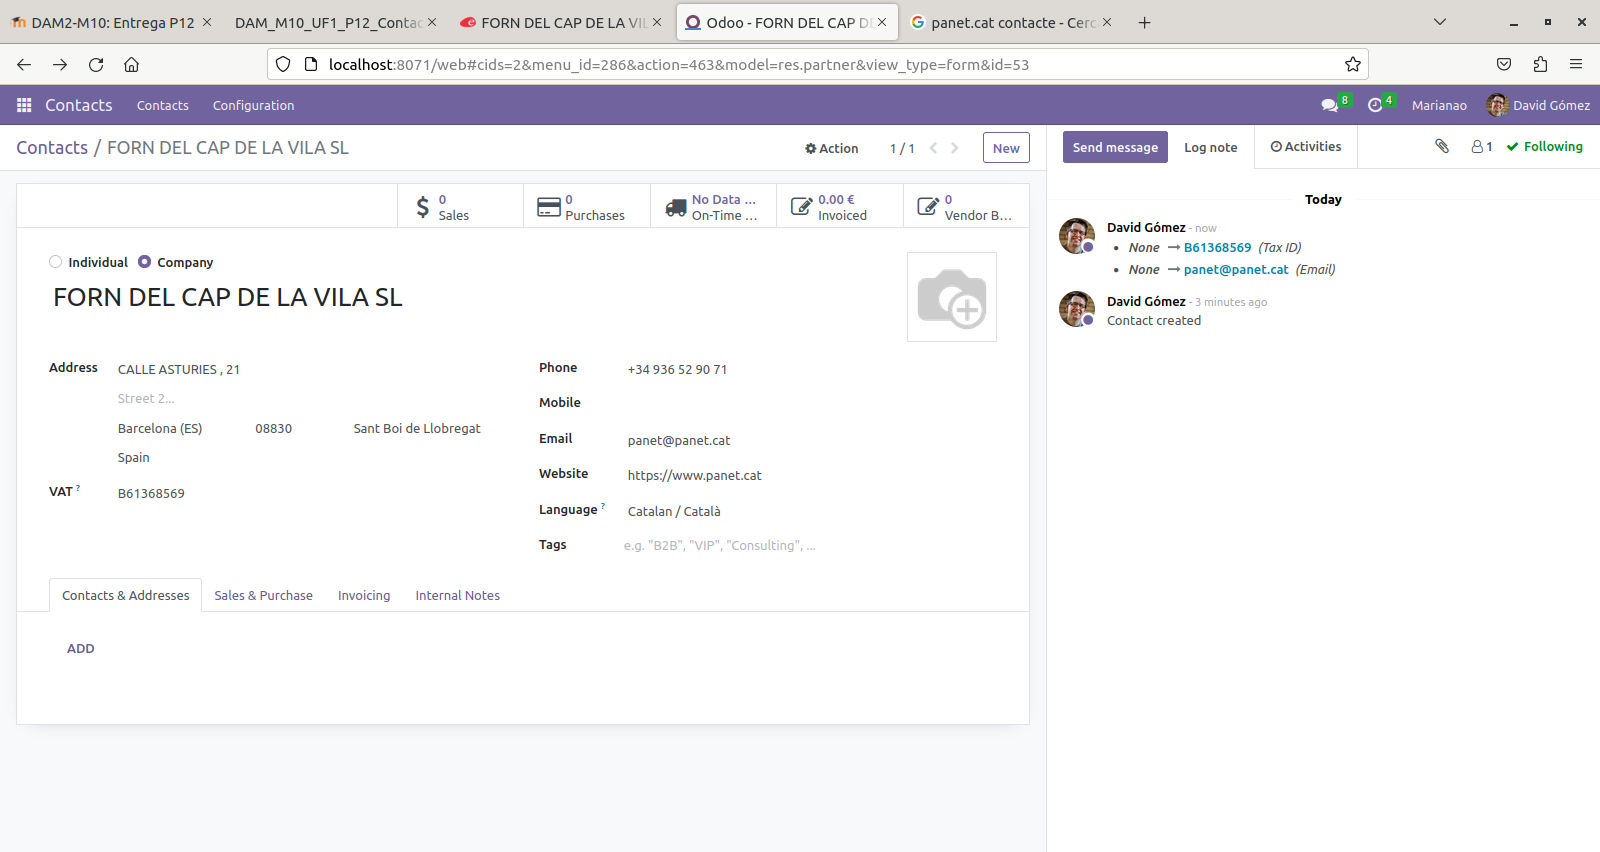 DAM2-M10: Entrega P12
DAM_M10_UF1_P12_Contac
FORN DEL CAP DE LA VIL
Odoo - FORN DEL CAP DE
panet.cat contacte - Cerc
localhost:8071/web#cids=2&menu_id=286&action=463&model=res.partner&view_type=form&id=53
Contacts Contacts Configuration 8 4 Marianao David Gómez
Contacts / FORN DEL CAP DE LA VILA SL Action 1 / 1 New
Send message Log note Activities 1 Following
0 Sales
0 Purchases
No Data ... On-Time ...
0.00 € Invoiced
0 Vendor B...
Individual Company
FORN DEL CAP DE LA VILA SL
Address CALLE ASTURIES , 21
Street 2...
Barcelona (ES) 08830 Sant Boi de Llobregat
Spain
VAT ? B61368569
Phone +34 936 52 90 71
Mobile
Email panet@panet.cat
Website https://www.panet.cat
Language ? Catalan / Català
Tags e.g. "B2B", "VIP", "Consulting", ...
Contacts & Addresses Sales & Purchase Invoicing Internal Notes
ADD
Today
David Gómez - now
• None → B61368569 (Tax ID)
• None → panet@panet.cat (Email)
David Gómez - 3 minutes ago
Contact created